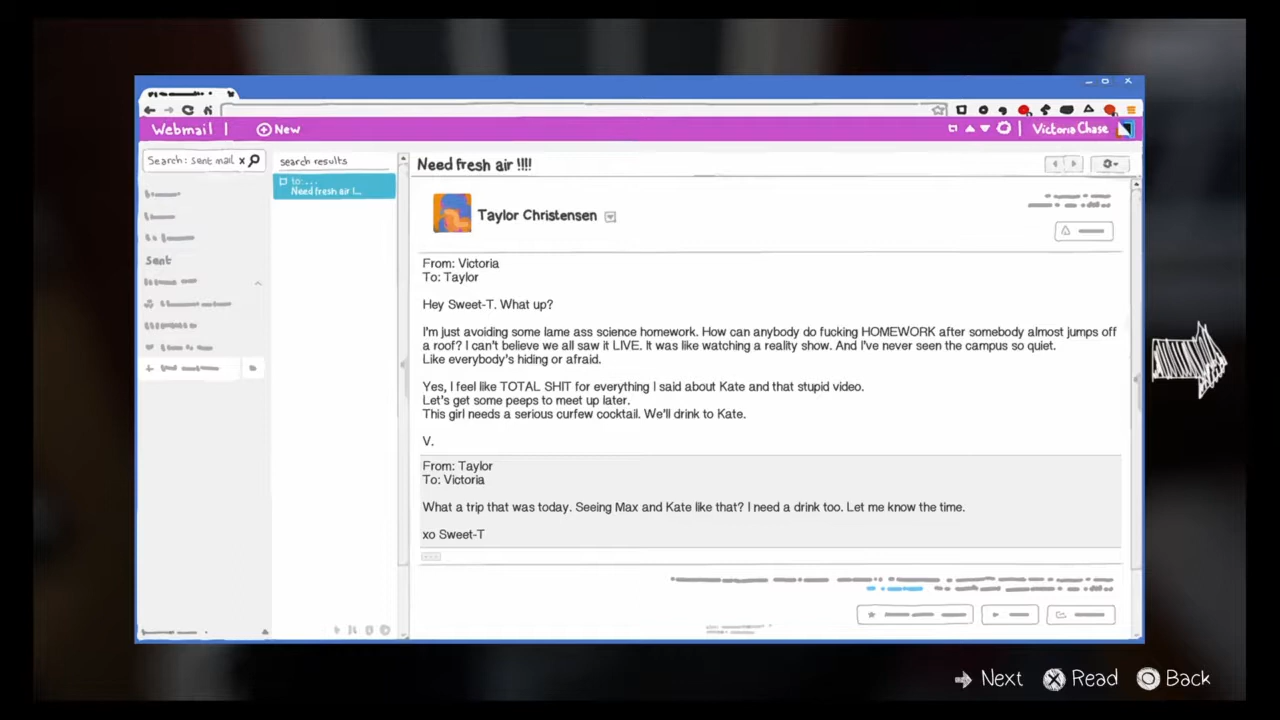 Webmail | New
Victoria Chase
Search: sent mail x
search results
to:...
Need fresh air !...
Sent
Need fresh air !!!!
Taylor Christensen
From: Victoria
To: Taylor
Hey Sweet-T. What up?
I'm just avoiding some lame ass science homework. How can anybody do fucking HOMEWORK after somebody almost jumps off
a roof? I can't believe we all saw it LIVE. It was like watching a reality show. And I've never seen the campus so quiet.
Like everybody's hiding or afraid.
Yes, I feel like TOTAL SHIT for everything I said about Kate and that stupid video.
Let's get some peeps to meet up later.
This girl needs a serious curfew cocktail. We'll drink to Kate.
V.
From: Taylor
To: Victoria
What a trip that was today. Seeing Max and Kate like that? I need a drink too. Let me know the time.
xo Sweet-T
Next
Read
Back